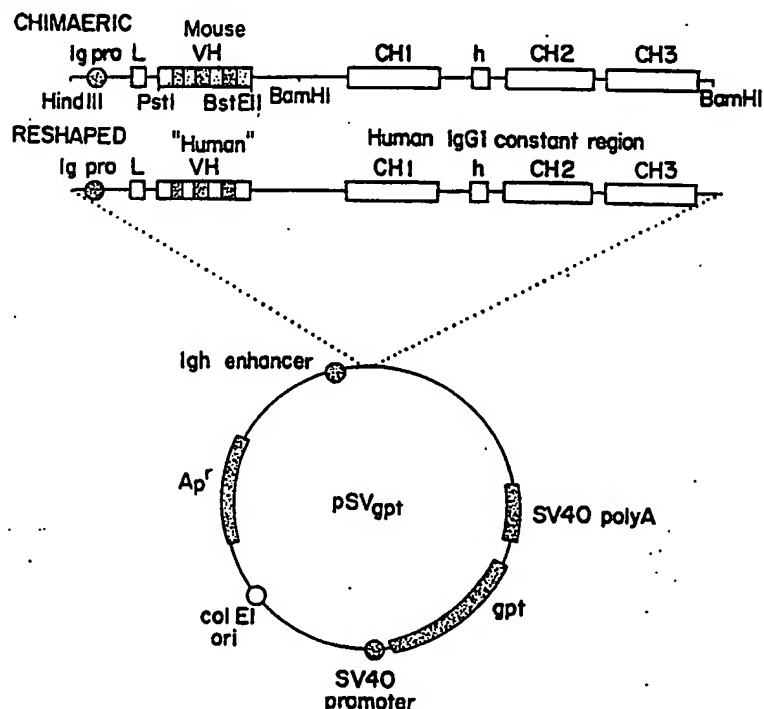 CHIMAERIC
Mouse
Ig pro L VH CH1 h CH2 CH3
HindIII PstI BstEII BamHI BamHI
RESHAPED
"Human" Human IgG1 constant region
Ig pro L VH CH1 h CH2 CH3
Igh enhancer
Ap^r
pSVgpt
SV40 polyA
gpt
col EI
ori
SV40
promoter